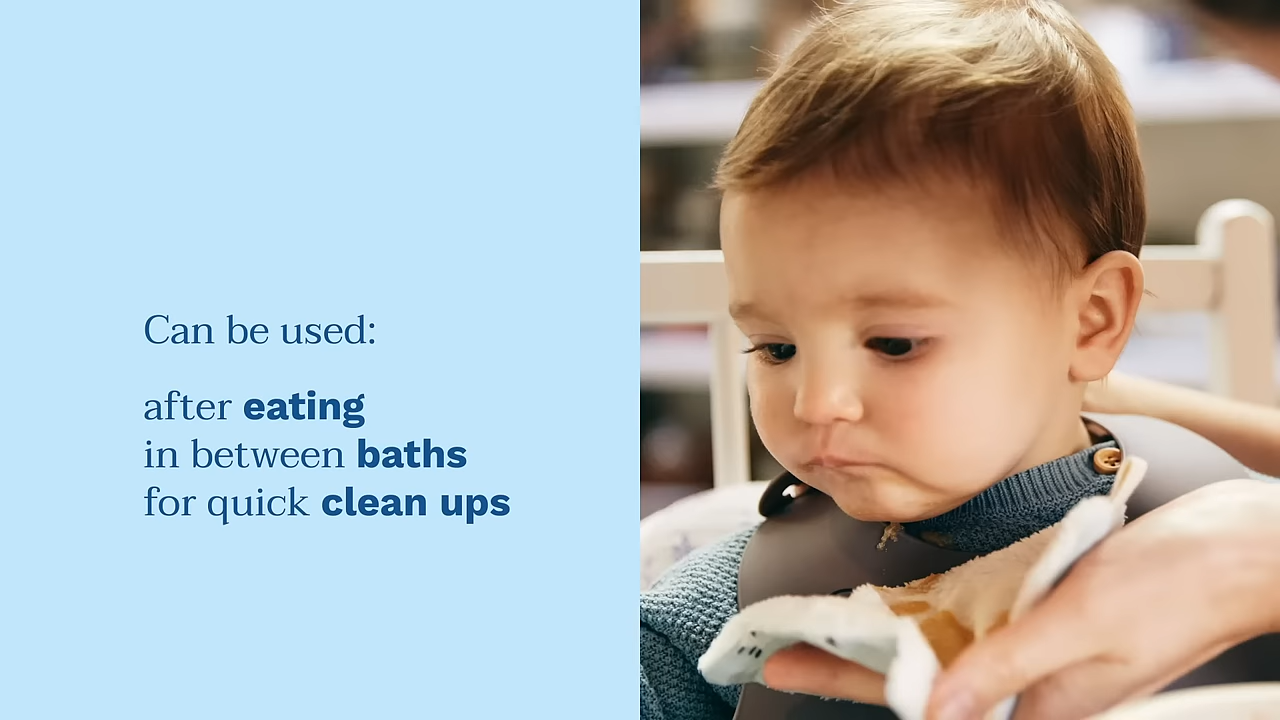 Can be used:
after eating
in between baths
for quick clean ups